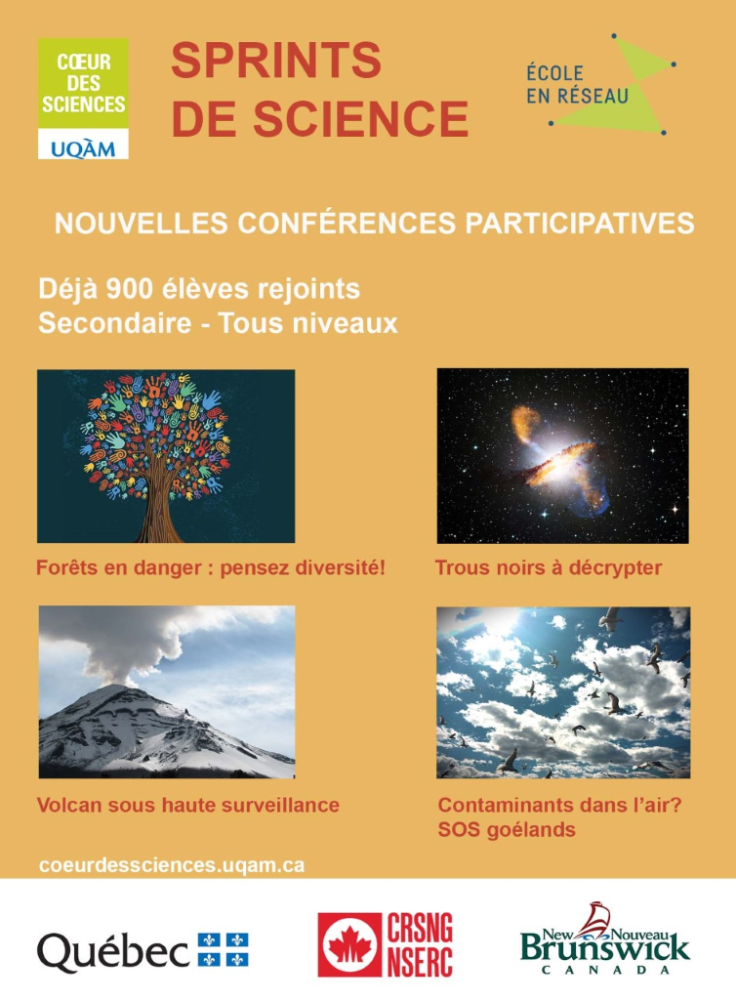 CŒUR
DES
SCIENCES
UQÀM
SPRINTS
DE SCIENCE
ÉCOLE
EN RÉSEAU
NOUVELLES CONFÉRENCES PARTICIPATIVES
Déjà 900 élèves rejoints
Secondaire - Tous niveaux
Forêts en danger : pensez diversité!
Trous noirs à décrypter
Volcan sous haute surveillance
Contaminants dans l'air?
SOS goélands
coeurdessciences.uqam.ca
Québec
CRSNG
NSERC
New Nouveau
Brunswick
CANADA